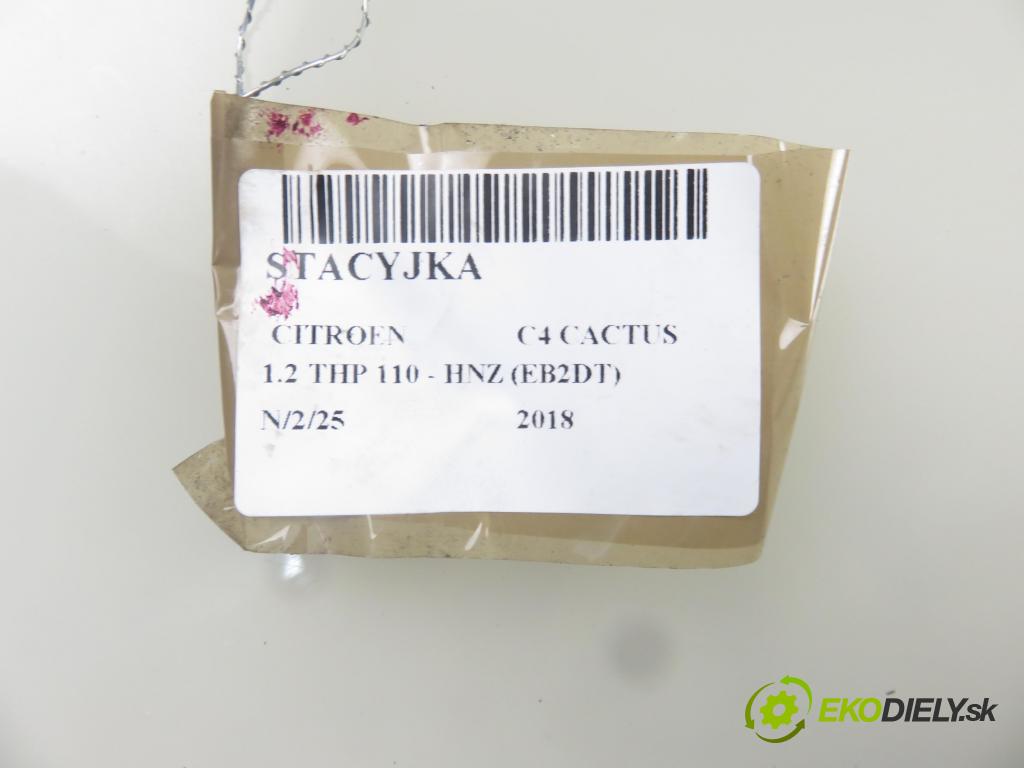 STACYJKA
CITROEN C4 CACTUS
1.2 THP 110 - HNZ (EB2DT)
N/2/25 2018
EKODIELY.sk